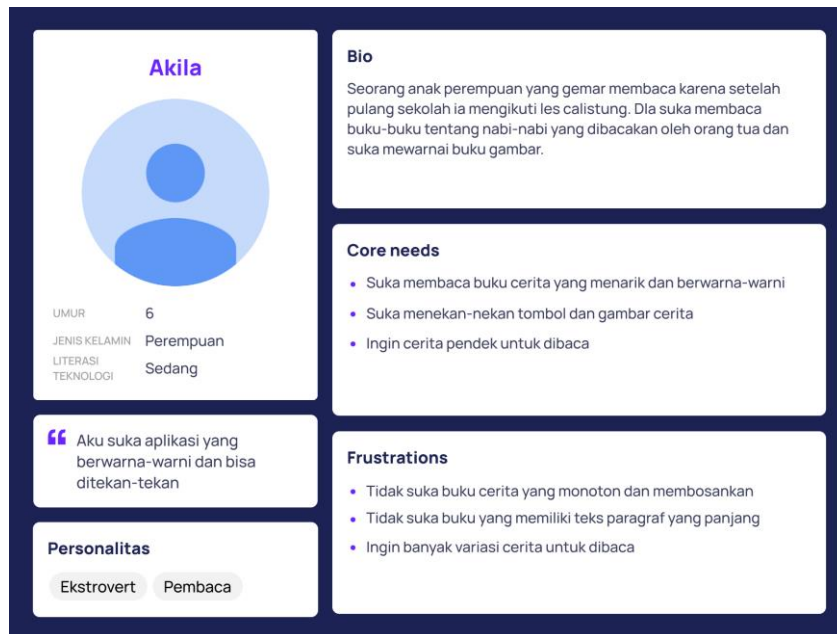 Akila
UMUR 6
JENIS KELAMIN Perempuan
LITERASI
TEKNOLOGI Sedang
Aku suka aplikasi yang
berwarna-warni dan bisa
ditekan-tekan
Personalitas
Ekstrovert Pembaca
Bio
Seorang anak perempuan yang gemar membaca karena setelah
pulang sekolah ia mengikuti les calistung. DIa suka membaca
buku-buku tentang nabi-nabi yang dibacakan oleh orang tua dan
suka mewarnai buku gambar.
Core needs
• Suka membaca buku cerita yang menarik dan berwarna-warni
• Suka menekan-nekan tombol dan gambar cerita
• Ingin cerita pendek untuk dibaca
Frustrations
• Tidak suka buku cerita yang monoton dan membosankan
• Tidak suka buku yang memiliki teks paragraf yang panjang
• Ingin banyak variasi cerita untuk dibaca